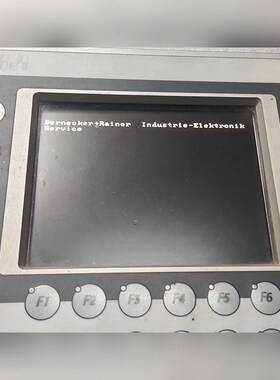 Bernecker+Rainer Industrie-Elektronik
Service
F1 F2 F3 F4 F5 F6